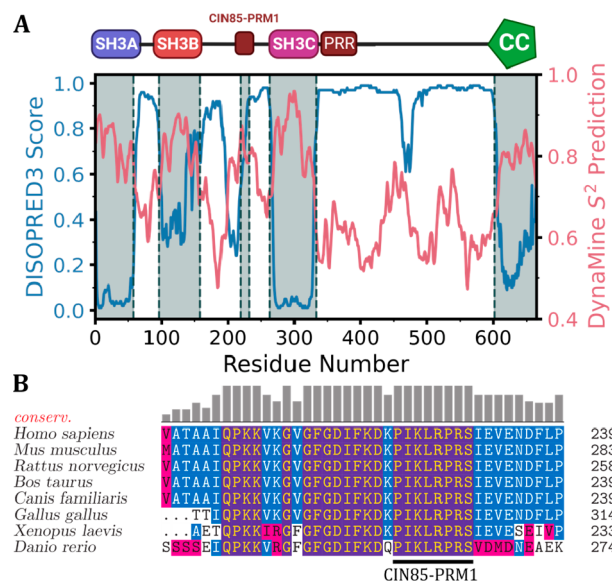 A
CIN85-PRM1
SH3A SH3B SH3C PRR CC
DISOPRED3 Score
1.0
0.8
0.6
0.4
0.2
0.0
DynaMine S² Prediction
1.0
0.8
0.6
0.4
0 100 200 300 400 500 600
Residue Number
B
conserv.
Homo sapiens VATAAIQPKKVKGVGFGDIFKDKPIKLRPRSIEVENDFLP 239
Mus musculus MATAAIQPKKVKGVGFGDIFKDKPIKLRPRSIEVENDFLP 283
Rattus norvegicus VATAAIQPKKVKGVGFGDIFKDKPIKLRPRSIEVENDFLP 258
Bos taurus VATAAIQPKKVKGVGFGDIFKDKPIKLRPRSIEVENDFLP 239
Canis familiaris VATAAIQPKKVKGVGFGDIFKDKPIKLRPRSIEVENDFLP 239
Gallus gallus ...TTIQPKKVKGVGFGDIFKDKPIKLRPRSIEVENDFLP 314
Xenopus laevis ...AETQPKKIRGFGFGDIFKDKPIKLRPRSIEVESEIVP 233
Danio rerio SSSSEIQPKKVRGFGFGDIFKDQPIKLRPRSVDMDNEAEK 274
CIN85-PRM1